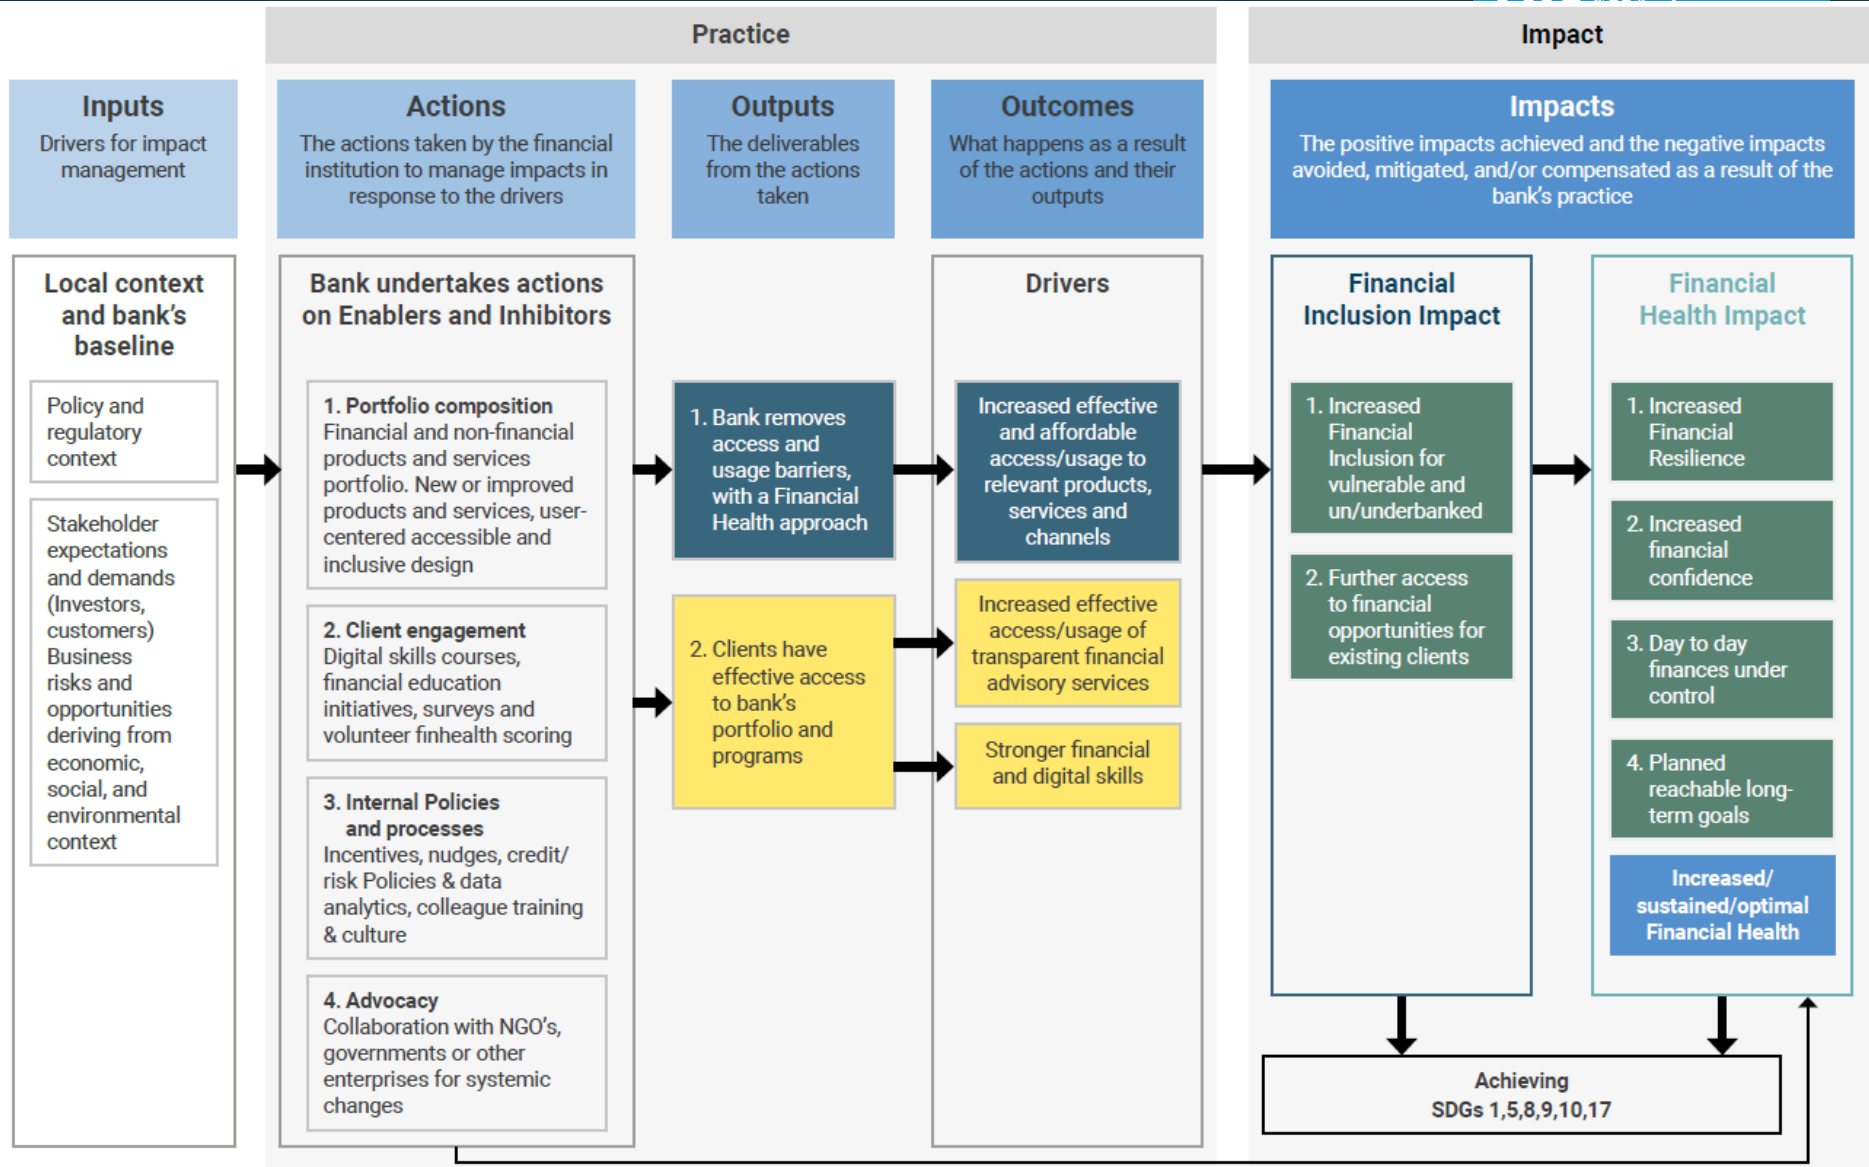 Practice
Impact
Inputs
Drivers for impact
management
Actions
The actions taken by the financial
institution to manage impacts in
response to the drivers
Outputs
The deliverables
from the actions
taken
Outcomes
What happens as a result
of the actions and their
outputs
Impacts
The positive impacts achieved and the negative impacts
avoided, mitigated, and/or compensated as a result of the
bank's practice
Local context
and bank's
baseline
Policy and
regulatory
context
Stakeholder
expectations
and demands
(Investors,
customers)
Business
risks and
opportunities
deriving from
economic,
social, and
environmental
context
Bank undertakes actions
on Enablers and Inhibitors
1. Portfolio composition
Financial and non-financial
products and services
portfolio. New or improved
products and services, user-
centered accessible and
inclusive design
2. Client engagement
Digital skills courses,
financial education
initiatives, surveys and
volunteer finhealth scoring
3. Internal Policies
and processes
Incentives, nudges, credit/
risk Policies & data
analytics, colleague training
& culture
4. Advocacy
Collaboration with NGO's,
governments or other
enterprises for systemic
changes
1. Bank removes
access and
usage barriers,
with a Financial
Health approach
2. Clients have
effective access
to bank's
portfolio and
programs
Drivers
Increased effective
and affordable
access/usage to
relevant products,
services and
channels
Increased effective
access/usage of
transparent financial
advisory services
Stronger financial
and digital skills
Financial
Inclusion Impact
1. Increased
Financial
Inclusion for
vulnerable and
un/underbanked
2. Further access
to financial
opportunities for
existing clients
Financial
Health Impact
1. Increased
Financial
Resilience
2. Increased
financial
confidence
3. Day to day
finances under
control
4. Planned
reachable long-
term goals
Increased/
sustained/optimal
Financial Health
Achieving
SDGs 1,5,8,9,10,17